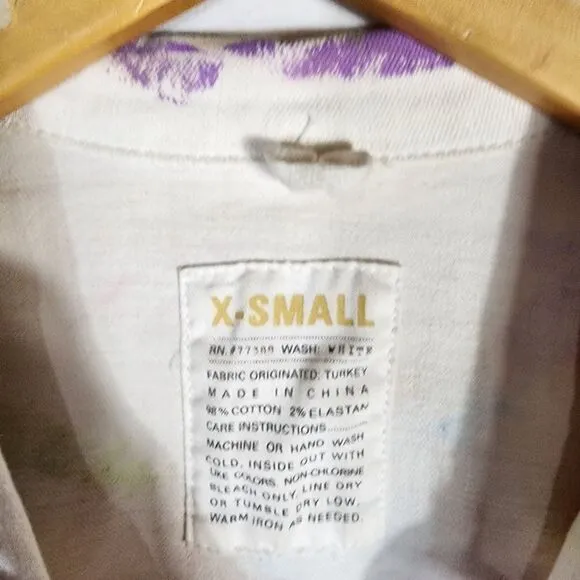 X-SMALL
RN.#77388 WASH: WHITE
FABRIC ORIGINATED: TURKEY
MADE IN CHINA
98% COTTON 2% ELASTAN
CARE INSTRUCTIONS..........
MACHINE OR HAND WASH
COLD, INSIDE OUT WITH
LIKE COLORS. NON-CHLORINE
BLEACH ONLY. LINE DRY
OR TUMBLE DRY LOW.
WARM IRON AS NEEDED.